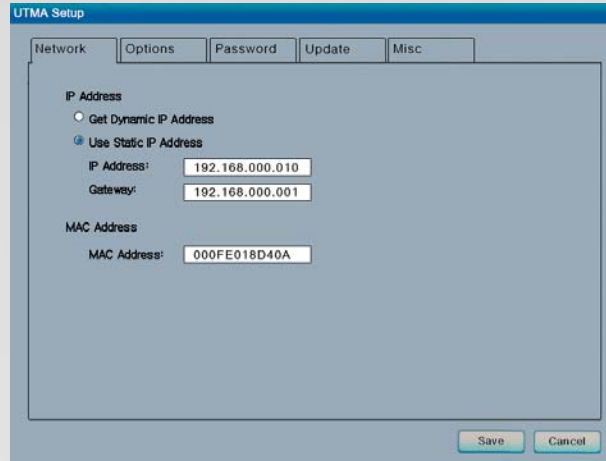 UTMA Setup
Network Options Password Update Misc
IP Address
Get Dynamic IP Address
Use Static IP Address
IP Address: 192.168.000.010
Gateway: 192.168.000.001
MAC Address
MAC Address: 000FE018D40A
Save Cancel